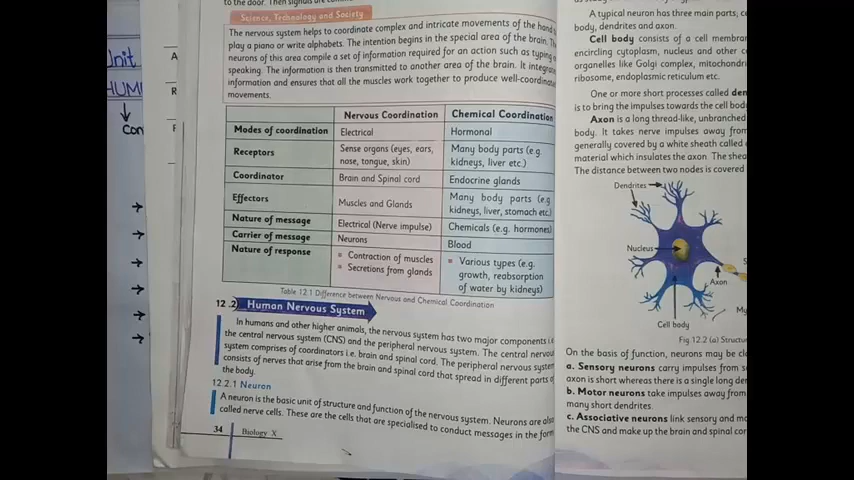 to the door. Then signals are
Science, Technology and Society
The nervous system helps to coordinate complex and intricate movements of the hand
play a piano or write alphabets. The intention begins in the special area of the brain.
neurons of this area compile a set of information required for an action such as typing
speaking. The information is then transmitted to another area of the brain. It integra
information and ensures that all the muscles work together to produce well-coordina
movements.
Nervous Coordination Chemical Coordination
Modes of coordination Electrical Hormonal
Receptors Sense organs (eyes, ears, nose, tongue, skin) Many body parts (e.g. kidneys, liver etc.)
Coordinator Brain and Spinal cord Endocrine glands
Effectors Muscles and Glands Many body parts (e.g kidneys, liver, stomach etc.)
Nature of message Electrical (Nerve impulse) Chemicals (e.g. hormones)
Carrier of message Neurons Blood
Nature of response Contraction of muscles Secretions from glands Various types (e.g. growth, reabsorption of water by kidneys)
Table 12.1 Difference between Nervous and Chemical Coordination
12.2 Human Nervous System
In humans and other higher animals, the nervous system has two major components i.e
the central nervous system (CNS) and the peripheral nervous system. The central nervou
system comprises of coordinators i.e. brain and spinal cord. The peripheral nervous system
consists of nerves that arise from the brain and spinal cord that spread in different parts o
the body.
12.2.1 Neuron
A neuron is the basic unit of structure and function of the nervous system. Neurons are also
called nerve cells. These are the cells that are specialised to conduct messages in the form
34 Biology X
A typical neuron has three main parts, c
body, dendrites and axon.
Cell body consists of a cell membran
encircling cytoplasm, nucleus and other c
organelles like Golgi complex, mitochondri
ribosome, endoplasmic reticulum etc.
One or more short processes called den
is to bring the impulses towards the cell bod
Axon is a long thread-like, unbranched
body. It takes nerve impulses away from
generally covered by a white sheath called
material which insulates the axon. The shea
The distance between two nodes is covered
Dendrites
Nucleus
Axon
My
Cell body
Fig 12.2 (a) Structur
On the basis of function, neurons may be cl
a. Sensory neurons carry impulses from s
axon is short whereas there is a single long de
b. Motor neurons take impulses away from
many short dendrites.
c. Associative neurons link sensory and mo
the CNS and make up the brain and spinal cor
Unit
HUM
Con
A
R
F